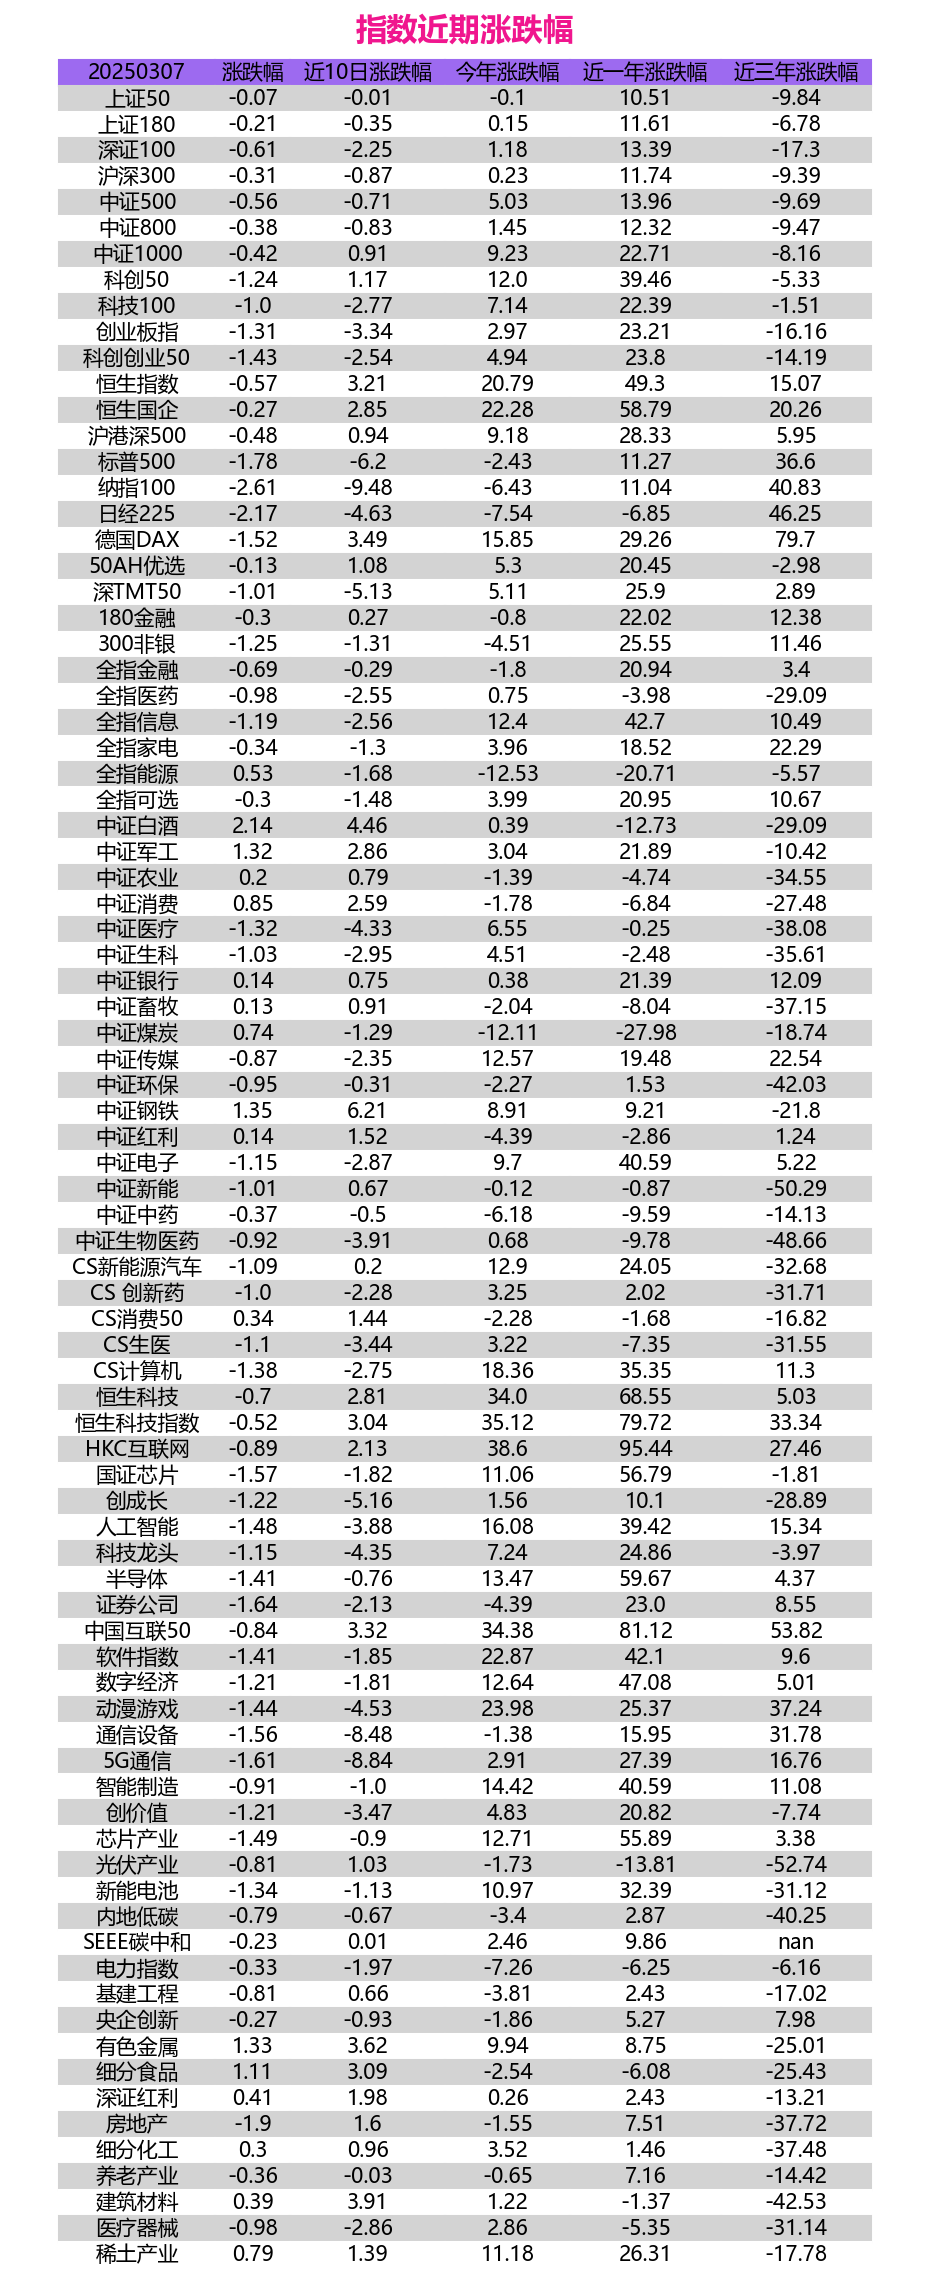 指数近期涨跌幅
20250307 涨跌幅 近10日涨跌幅 今年涨跌幅 近一年涨跌幅 近三年涨跌幅
上证50 -0.07 -0.01 -0.1 10.51 -9.84
上证180 -0.21 -0.35 0.15 11.61 -6.78
深证100 -0.61 -2.25 1.18 13.39 -17.3
沪深300 -0.31 -0.87 0.23 11.74 -9.39
中证500 -0.56 -0.71 5.03 13.96 -9.69
中证800 -0.38 -0.83 1.45 12.32 -9.47
中证1000 -0.42 0.91 9.23 22.71 -8.16
科创50 -1.24 1.17 12.0 39.46 -5.33
科技100 -1.0 -2.77 7.14 22.39 -1.51
创业板指 -1.31 -3.34 2.97 23.21 -16.16
科创创业50 -1.43 -2.54 4.94 23.8 -14.19
恒生指数 -0.57 3.21 20.79 49.3 15.07
恒生国企 -0.27 2.85 22.28 58.79 20.26
沪港深500 -0.48 0.94 9.18 28.33 5.95
标普500 -1.78 -6.2 -2.43 11.27 36.6
纳指100 -2.61 -9.48 -6.43 11.04 40.83
日经225 -2.17 -4.63 -7.54 -6.85 46.25
德国DAX -1.52 3.49 15.85 29.26 79.7
50AH优选 -0.13 1.08 5.3 20.45 -2.98
深TMT50 -1.01 -5.13 5.11 25.9 2.89
180金融 -0.3 0.27 -0.8 22.02 12.38
300非银 -1.25 -1.31 -4.51 25.55 11.46
全指金融 -0.69 -0.29 -1.8 20.94 3.4
全指医药 -0.98 -2.55 0.75 -3.98 -29.09
全指信息 -1.19 -2.56 12.4 42.7 10.49
全指家电 -0.34 -1.3 3.96 18.52 22.29
全指能源 0.53 -1.68 -12.53 -20.71 -5.57
全指可选 -0.3 -1.48 3.99 20.95 10.67
中证白酒 2.14 4.46 0.39 -12.73 -29.09
中证军工 1.32 2.86 3.04 21.89 -10.42
中证农业 0.2 0.79 -1.39 -4.74 -34.55
中证消费 0.85 2.59 -1.78 -6.84 -27.48
中证医疗 -1.32 -4.33 6.55 -0.25 -38.08
中证生科 -1.03 -2.95 4.51 -2.48 -35.61
中证银行 0.14 0.75 0.38 21.39 12.09
中证畜牧 0.13 0.91 -2.04 -8.04 -37.15
中证煤炭 0.74 -1.29 -12.11 -27.98 -18.74
中证传媒 -0.87 -2.35 12.57 19.48 22.54
中证环保 -0.95 -0.31 -2.27 1.53 -42.03
中证钢铁 1.35 6.21 8.91 9.21 -21.8
中证红利 0.14 1.52 -4.39 -2.86 1.24
中证电子 -1.15 -2.87 9.7 40.59 5.22
中证新能 -1.01 0.67 -0.12 -0.87 -50.29
中证中药 -0.37 -0.5 -6.18 -9.59 -14.13
中证生物医药 -0.92 -3.91 0.68 -9.78 -48.66
CS新能源汽车 -1.09 0.2 12.9 24.05 -32.68
CS 创新药 -1.0 -2.28 3.25 2.02 -31.71
CS消费50 0.34 1.44 -2.28 -1.68 -16.82
CS生医 -1.1 -3.44 3.22 -7.35 -31.55
CS计算机 -1.38 -2.75 18.36 35.35 11.3
恒生科技 -0.7 2.81 34.0 68.55 5.03
恒生科技指数 -0.52 3.04 35.12 79.72 33.34
HKC互联网 -0.89 2.13 38.6 95.44 27.46
国证芯片 -1.57 -1.82 11.06 56.79 -1.81
创成长 -1.22 -5.16 1.56 10.1 -28.89
人工智能 -1.48 -3.88 16.08 39.42 15.34
科技龙头 -1.15 -4.35 7.24 24.86 -3.97
半导体 -1.41 -0.76 13.47 59.67 4.37
证券公司 -1.64 -2.13 -4.39 23.0 8.55
中国互联50 -0.84 3.32 34.38 81.12 53.82
软件指数 -1.41 -1.85 22.87 42.1 9.6
数字经济 -1.21 -1.81 12.64 47.08 5.01
动漫游戏 -1.44 -4.53 23.98 25.37 37.24
通信设备 -1.56 -8.48 -1.38 15.95 31.78
5G通信 -1.61 -8.84 2.91 27.39 16.76
智能制造 -0.91 -1.0 14.42 40.59 11.08
创价值 -1.21 -3.47 4.83 20.82 -7.74
芯片产业 -1.49 -0.9 12.71 55.89 3.38
光伏产业 -0.81 1.03 -1.73 -13.81 -52.74
新能电池 -1.34 -1.13 10.97 32.39 -31.12
内地低碳 -0.79 -0.67 -3.4 2.87 -40.25
SEEE碳中和 -0.23 0.01 2.46 9.86 nan
电力指数 -0.33 -1.97 -7.26 -6.25 -6.16
基建工程 -0.81 0.66 -3.81 2.43 -17.02
央企创新 -0.27 -0.93 -1.86 5.27 7.98
有色金属 1.33 3.62 9.94 8.75 -25.01
细分食品 1.11 3.09 -2.54 -6.08 -25.43
深证红利 0.41 1.98 0.26 2.43 -13.21
房地产 -1.9 1.6 -1.55 7.51 -37.72
细分化工 0.3 0.96 3.52 1.46 -37.48
养老产业 -0.36 -0.03 -0.65 7.16 -14.42
建筑材料 0.39 3.91 1.22 -1.37 -42.53
医疗器械 -0.98 -2.86 2.86 -5.35 -31.14
稀土产业 0.79 1.39 11.18 26.31 -17.78